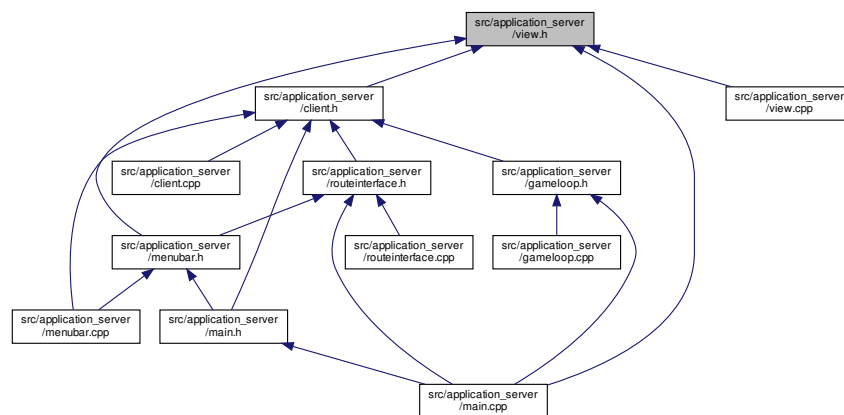 src/application_server
/view.h
src/application_server
/client.h
src/application_server
/view.cpp
src/application_server
/client.cpp
src/application_server
/routeinterface.h
src/application_server
/gameloop.h
src/application_server
/menubar.h
src/application_server
/routeinterface.cpp
src/application_server
/gameloop.cpp
src/application_server
/menubar.cpp
src/application_server
/main.h
src/application_server
/main.cpp